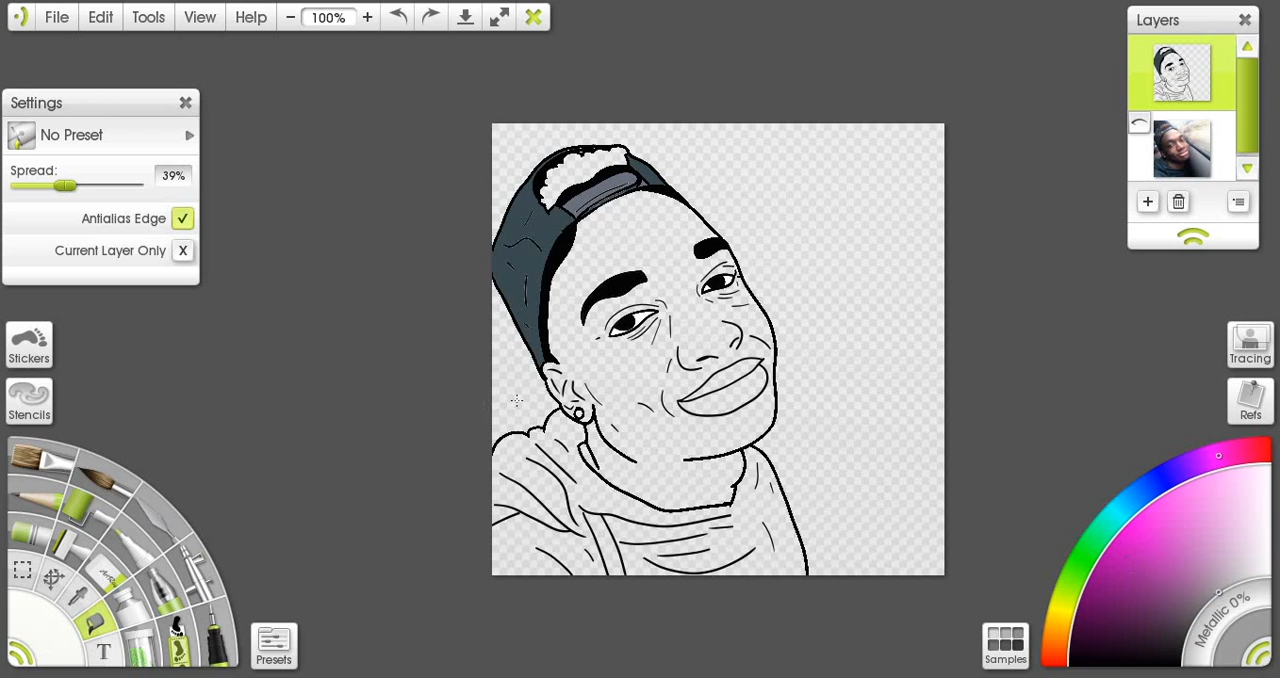 File Edit Tools View Help − 100% +
Layers
Settings
No Preset
Spread:
39%
Antialias Edge ✓
Current Layer Only X
Stickers
Stencils
Tracing
Refs
T
Presets
Samples
Metallic 0%